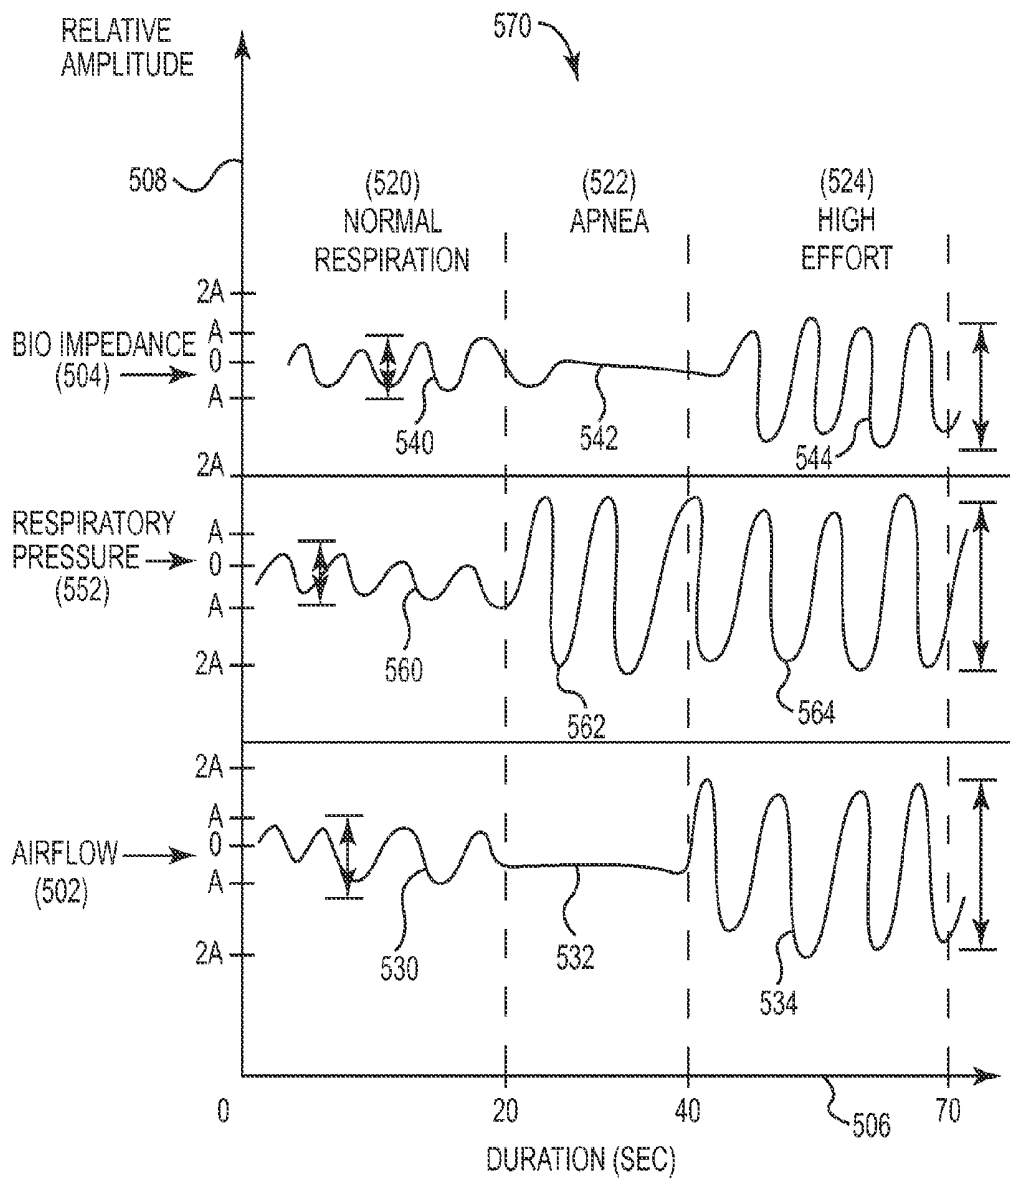 RELATIVE
AMPLITUDE
570
508
(520)
NORMAL
RESPIRATION
(522)
APNEA
(524)
HIGH
EFFORT
2A
A
0
A
2A
BIO IMPEDANCE
(504)
540
542
544
RESPIRATORY
PRESSURE
(552)
A
0
A
2A
560
562
564
2A
A
0
A
2A
AIRFLOW
(502)
530
532
534
0
20
40
70
506
DURATION (SEC)